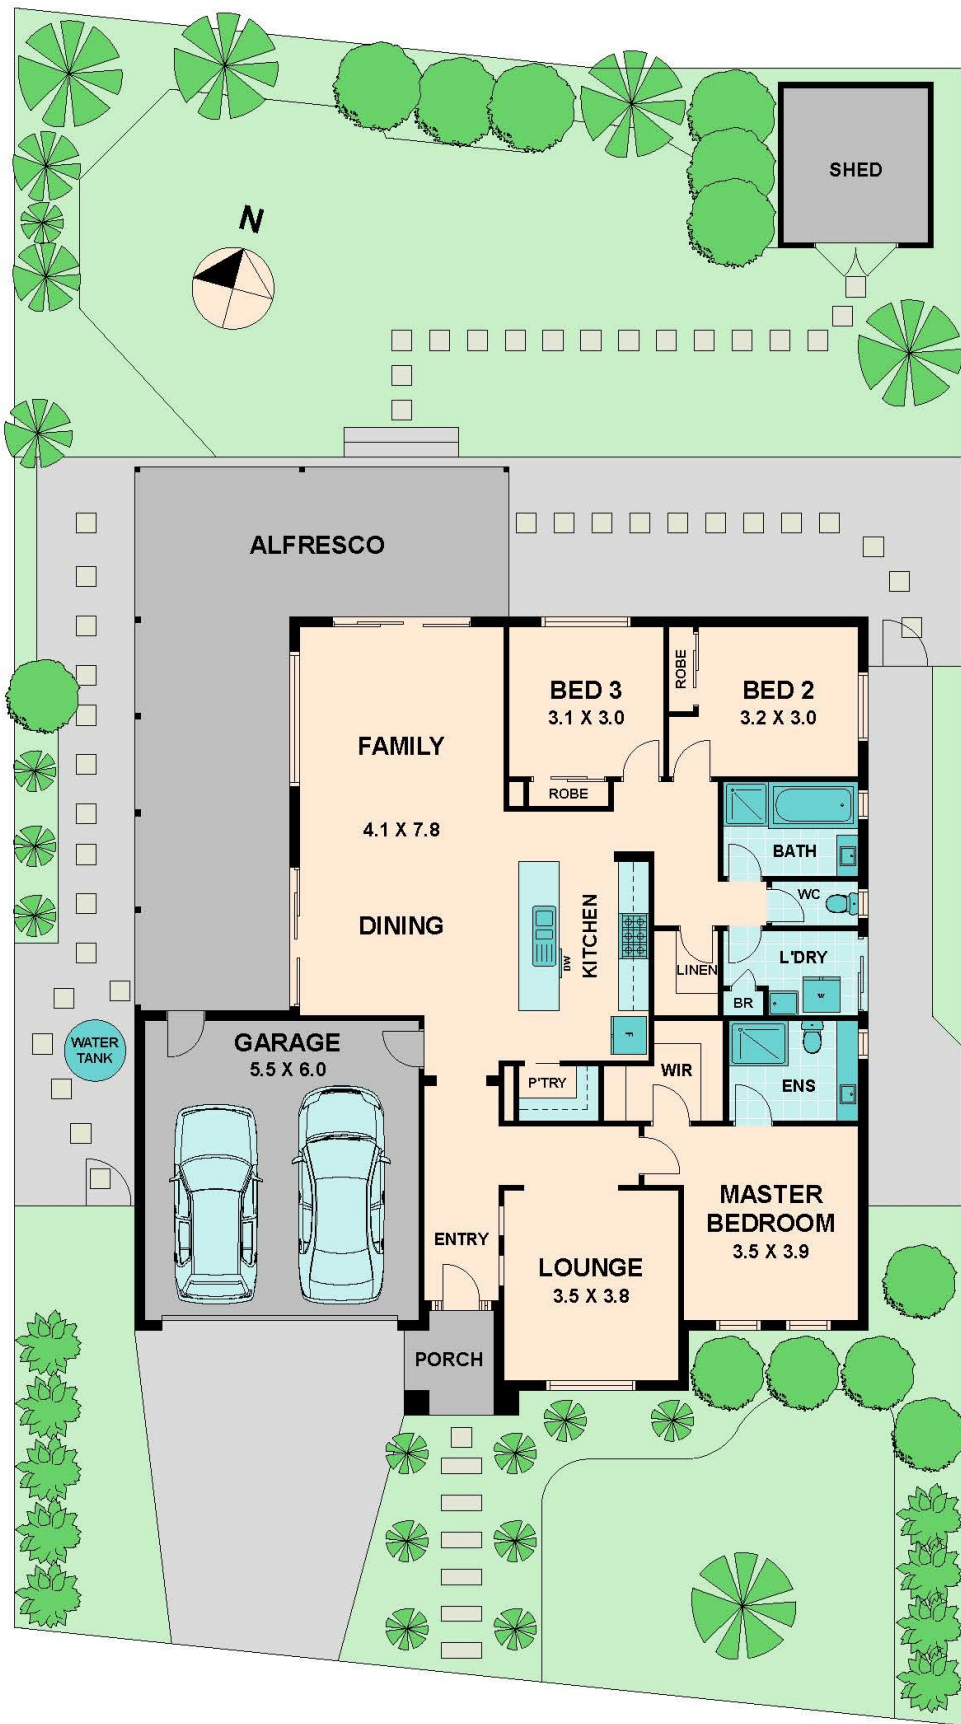 SHED
N
ALFRESCO
BED 3
3.1 X 3.0
ROBE
BED 2
3.2 X 3.0
FAMILY
4.1 X 7.8
ROBE
BATH
WC
DINING
KITCHEN
DW
LINEN
L'DRY
W
BR
F
WATER
TANK
GARAGE
5.5 X 6.0
P'TRY
WIR
ENS
MASTER
BEDROOM
3.5 X 3.9
ENTRY
LOUNGE
3.5 X 3.8
PORCH